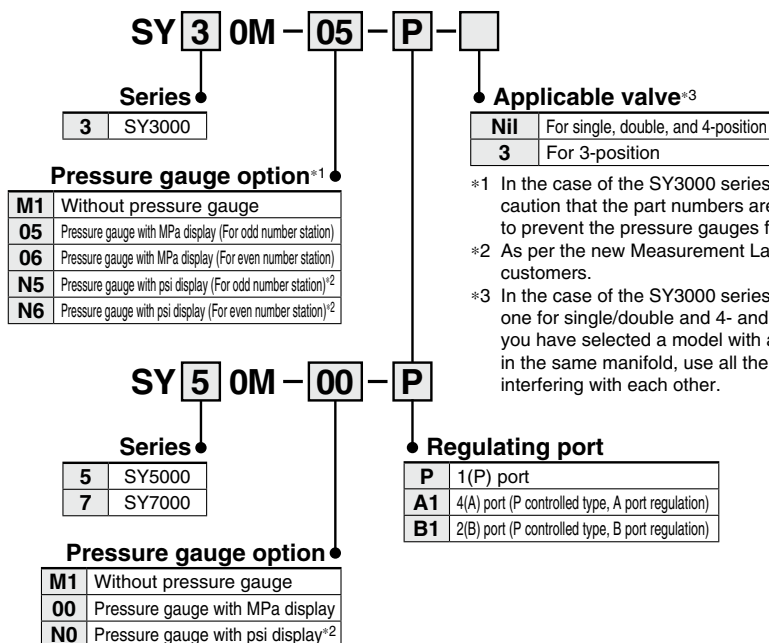 SY 3 0M – 05 – P –
Series
3 SY3000
Pressure gauge option*1
M1 Without pressure gauge
05 Pressure gauge with MPa display (For odd number station)
06 Pressure gauge with MPa display (For even number station)
N5 Pressure gauge with psi display (For odd number station)*2
N6 Pressure gauge with psi display (For even number station)*2
Applicable valve*3
Nil For single, double, and 4-position
3 For 3-position
*1 In the case of the SY3000 series
caution that the part numbers are
to prevent the pressure gauges f
*2 As per the new Measurement La
customers.
*3 In the case of the SY3000 series
one for single/double and 4- and
you have selected a model with a
in the same manifold, use all the
interfering with each other.
SY 5 0M – 00 – P
Series
5 SY5000
7 SY7000
Pressure gauge option
M1 Without pressure gauge
00 Pressure gauge with MPa display
N0 Pressure gauge with psi display*2
Regulating port
P 1(P) port
A1 4(A) port (P controlled type, A port regulation)
B1 2(B) port (P controlled type, B port regulation)